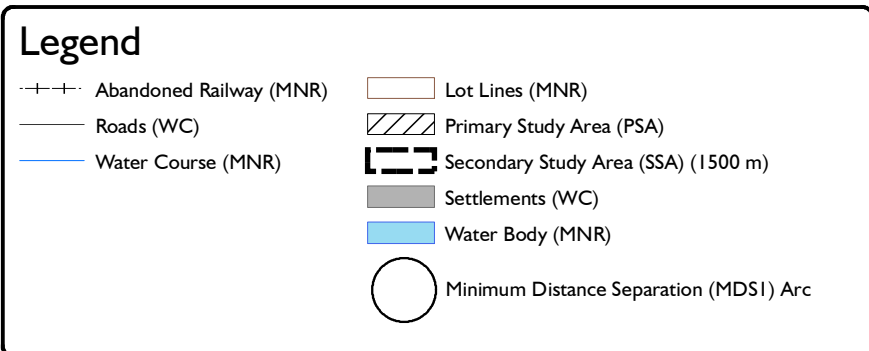 Legend
Abandoned Railway (MNR)
Roads (WC)
Water Course (MNR)
Lot Lines (MNR)
Primary Study Area (PSA)
Secondary Study Area (SSA) (1500 m)
Settlements (WC)
Water Body (MNR)
Minimum Distance Separation (MDS1) Arc